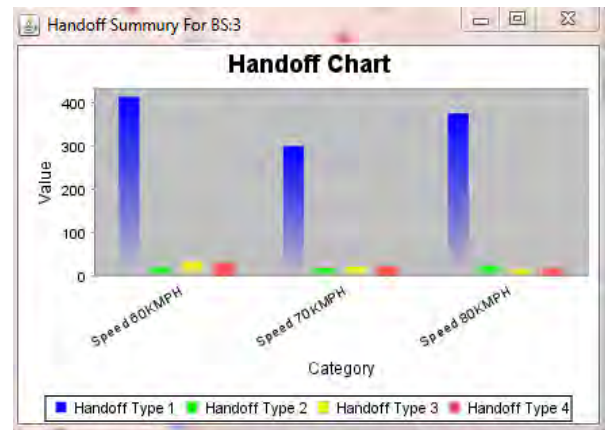 Handoff Summury For BS:3
Handoff Chart
400
300
200
100
0
Value
Speed 60KMPH
Speed 70KMPH
Speed 80KMPH
Category
Handoff Type 1
Handoff Type 2
Handoff Type 3
Handoff Type 4